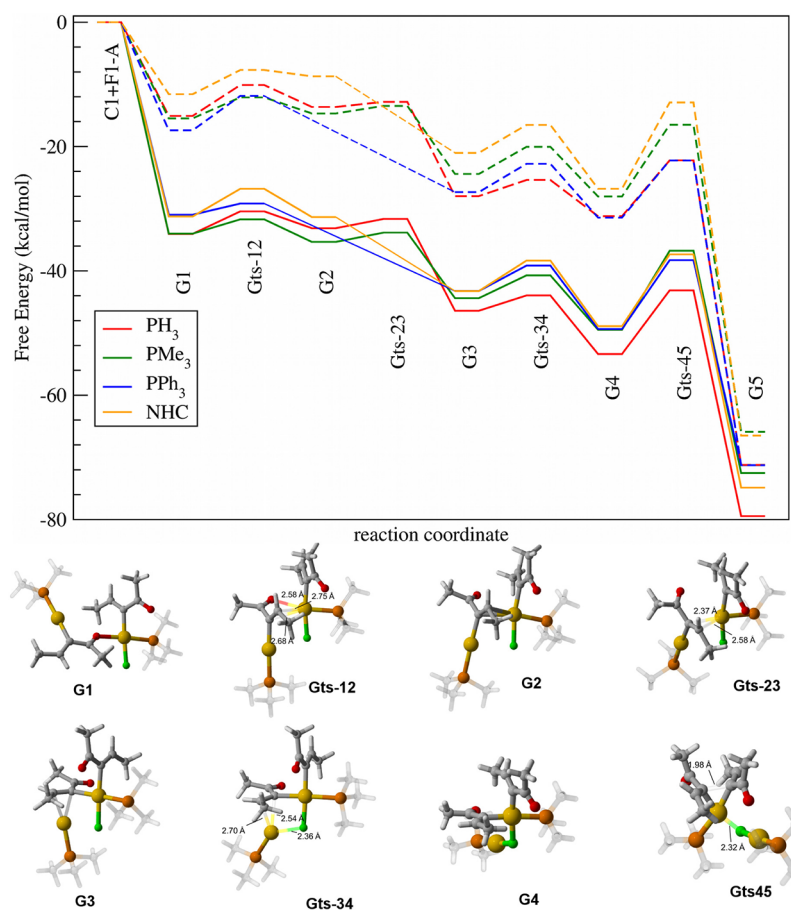 0
-20
-40
-60
-80
Free Energy (kcal/mol)
C1+F1-A
G1
Gts-12
G2
Gts-23
G3
Gts-34
G4
Gts-45
G5
PH3
PMe3
PPh3
NHC
reaction coordinate
2.58 Å
2.75 Å
2.68 Å
2.37 Å
2.58 Å
G1
Gts-12
G2
Gts-23
2.70 Å
2.54 Å
2.36 Å
1.98 Å
2.32 Å
G3
Gts-34
G4
Gts45